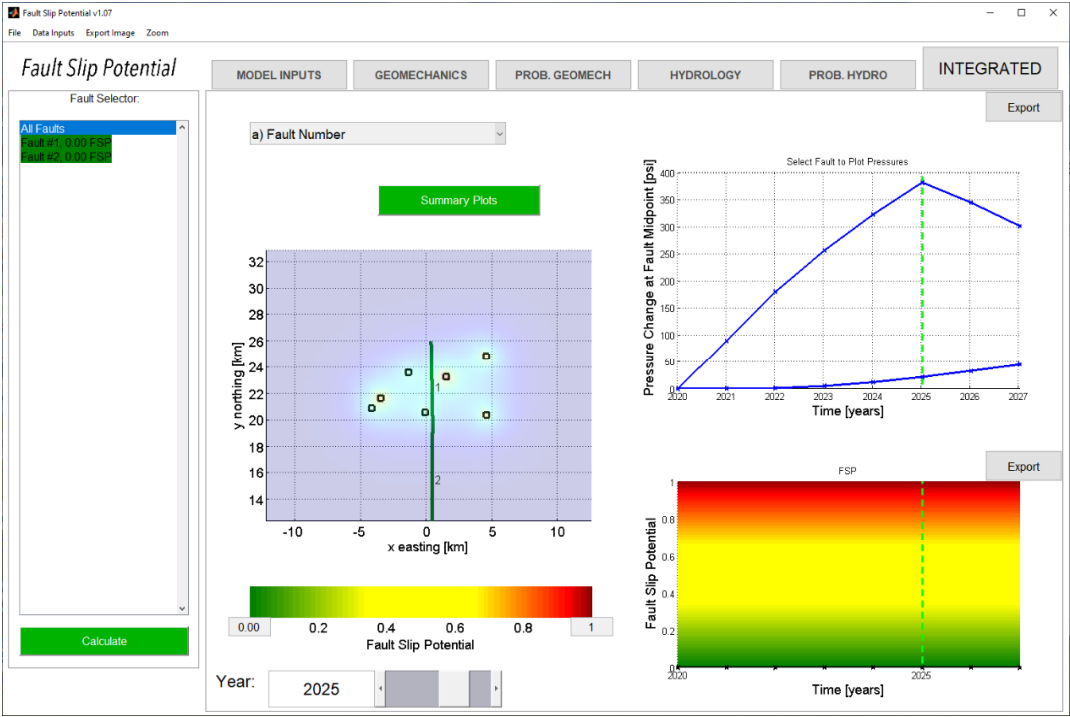 Fault Slip Potential v1.07
File Data Inputs Export Image Zoom
Fault Slip Potential
MODEL INPUTS GEOMECHANICS PROB. GEOMECH HYDROLOGY PROB. HYDRO INTEGRATED
Fault Selector:
All Faults
Fault #1, 0.00 FSP
Fault #2, 0.00 FSP
Calculate
Export
a) Fault Number
Summary Plots
32
30
28
26
24
22
20
18
16
14
y northing [km]
1
2
-10 -5 0 5 10
x easting [km]
0.00 0.2 0.4 0.6 0.8 1
Fault Slip Potential
Year: 2025
Select Fault to Plot Pressures
Pressure Change at Fault Midpoint [psi]
400
350
300
250
200
150
100
50
0
2020 2021 2022 2023 2024 2025 2026 2027
Time [years]
Export
FSP
Fault Slip Potential
1
0.8
0.6
0.4
0.2
0
2020 2025
Time [years]